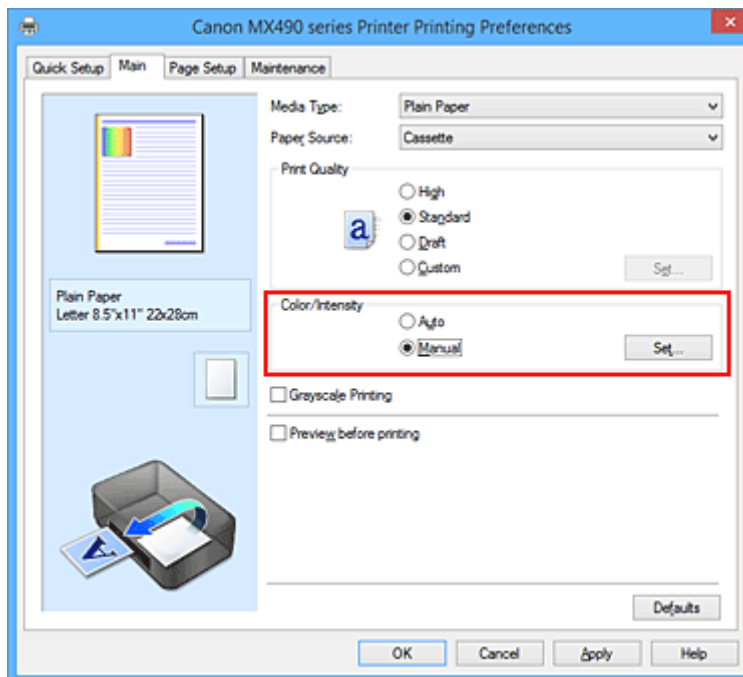 Canon MX490 series Printer Printing Preferences
Quick Setup Main Page Setup Maintenance
Media Type: Plain Paper
Paper Source: Cassette
Print Quality
High
Standard
Draft
Custom Set...
a
Plain Paper
Letter 8.5"x11" 22x28cm
Color/Intensity
Auto
Manual Set...
Grayscale Printing
Preview before printing
A
Defaults
OK Cancel Apply Help